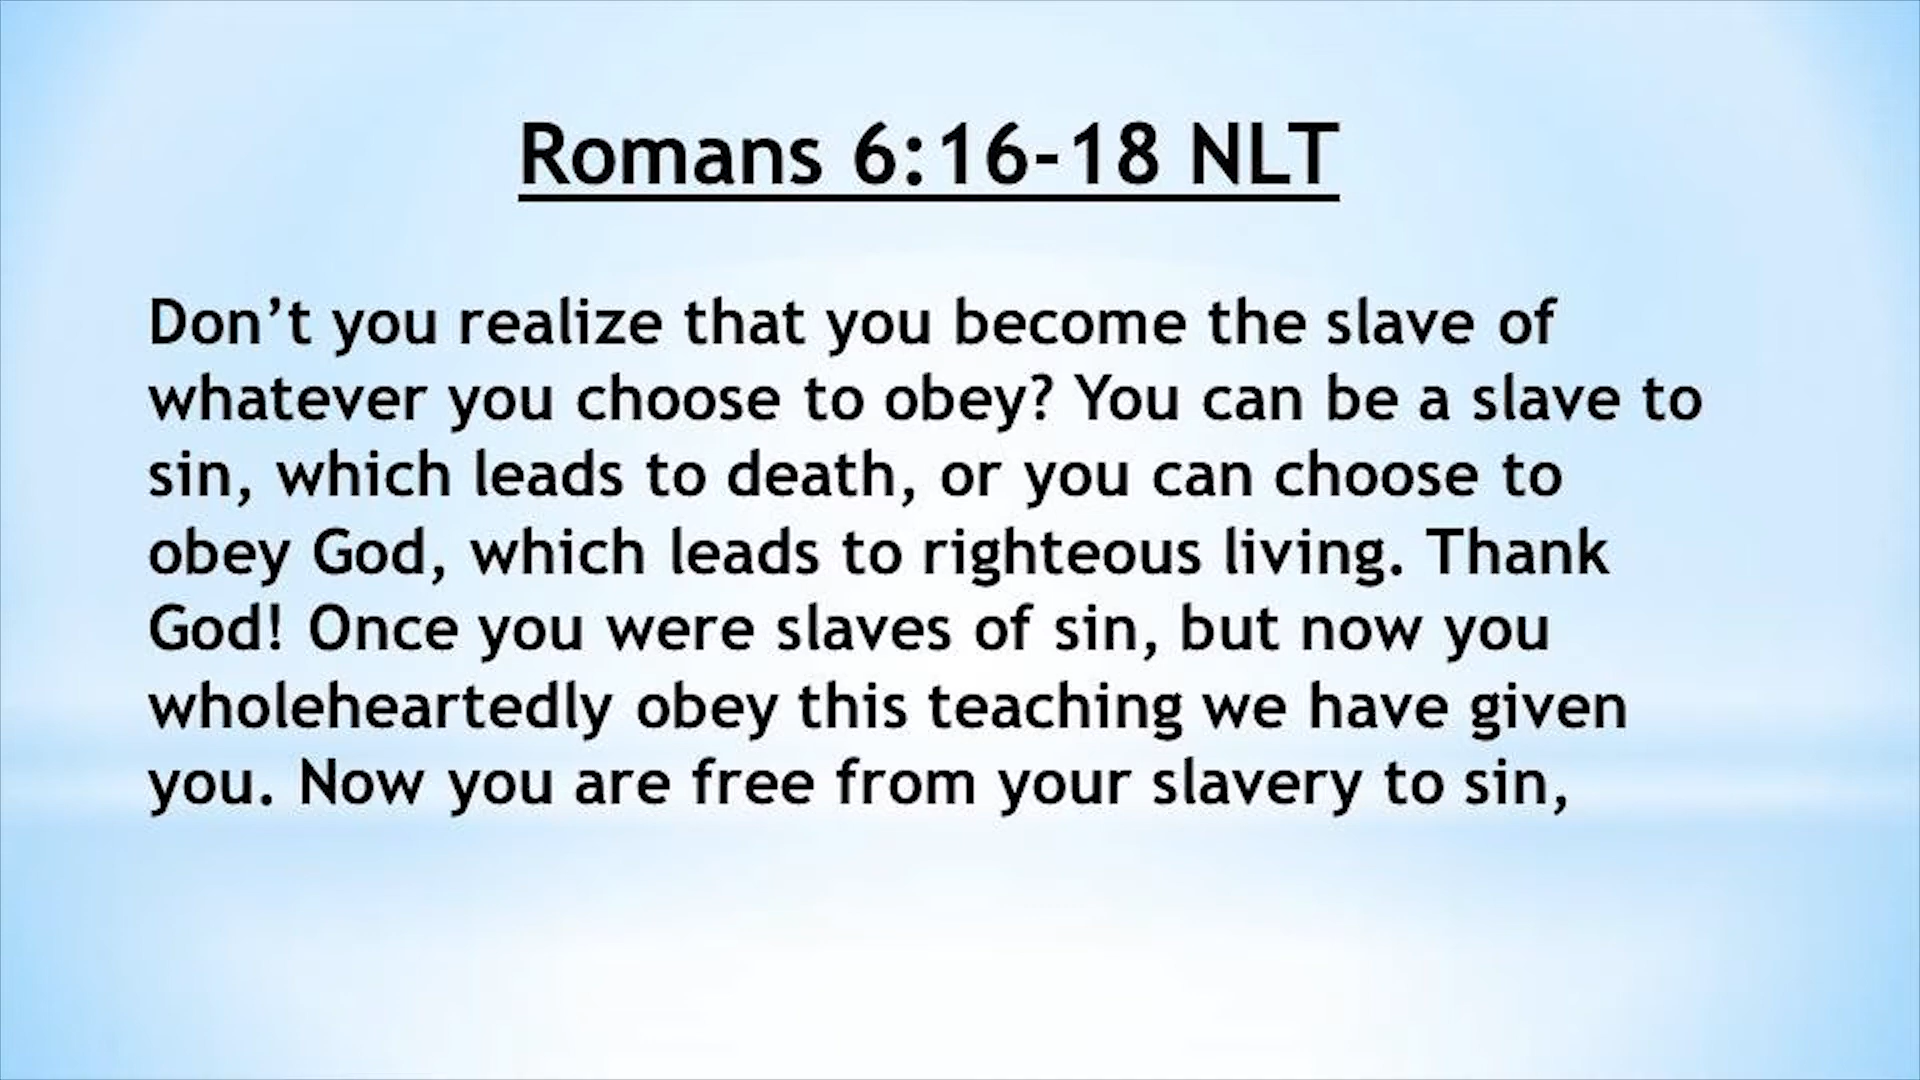 Romans 6:16-18 NLT
Don’t you realize that you become the slave of
whatever you choose to obey? You can be a slave to
sin, which leads to death, or you can choose to
obey God, which leads to righteous living. Thank
God! Once you were slaves of sin, but now you
wholeheartedly obey this teaching we have given
you. Now you are free from your slavery to sin,